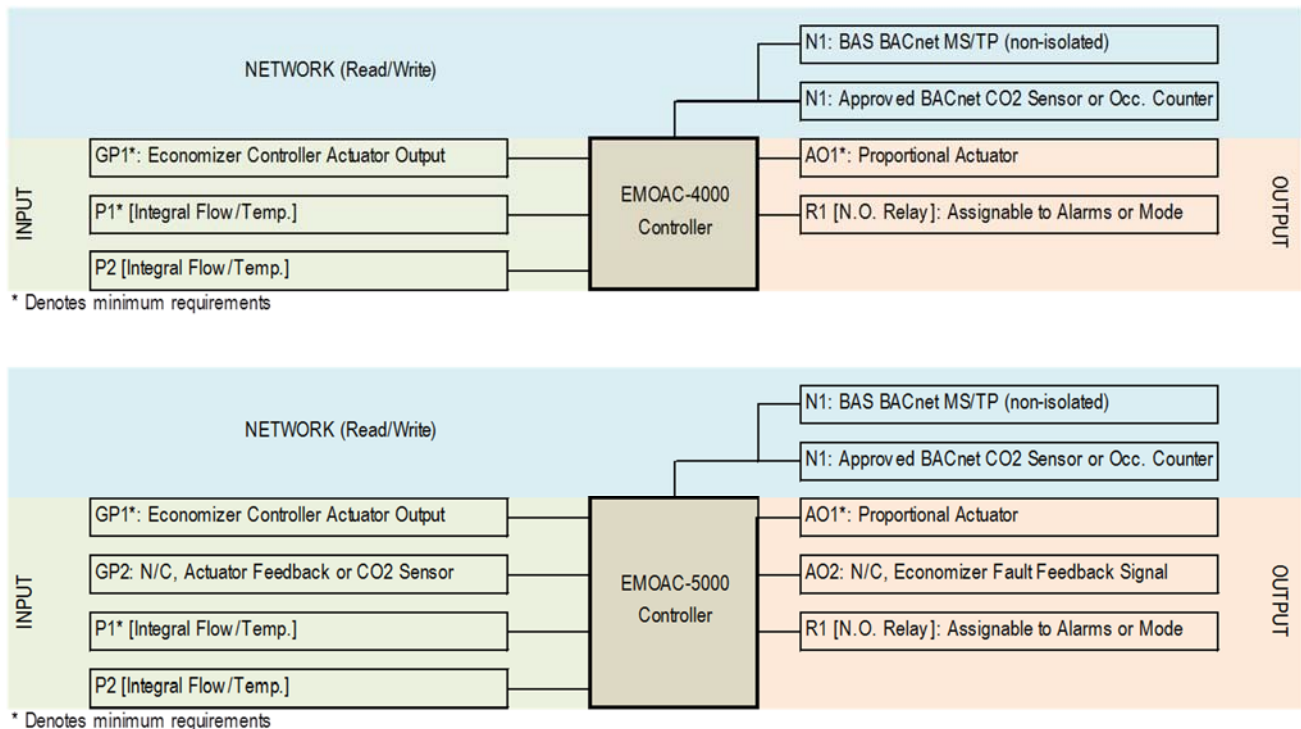 N1: BAS BACnet MS/TP (non-isolated)
NETWORK (Read/Write)
N1: Approved BACnet CO2 Sensor or Occ. Counter
INPUT
GP1*: Economizer Controller Actuator Output
P1* [Integral Flow/Temp.]
P2 [Integral Flow/Temp.]
EMOAC-4000
Controller
AO1*: Proportional Actuator
R1 [N.O. Relay]: Assignable to Alarms or Mode
OUTPUT
* Denotes minimum requirements
N1: BAS BACnet MS/TP (non-isolated)
NETWORK (Read/Write)
N1: Approved BACnet CO2 Sensor or Occ. Counter
INPUT
GP1*: Economizer Controller Actuator Output
GP2: N/C, Actuator Feedback or CO2 Sensor
P1* [Integral Flow/Temp.]
P2 [Integral Flow/Temp.]
EMOAC-5000
Controller
AO1*: Proportional Actuator
AO2: N/C, Economizer Fault Feedback Signal
R1 [N.O. Relay]: Assignable to Alarms or Mode
OUTPUT
* Denotes minimum requirements